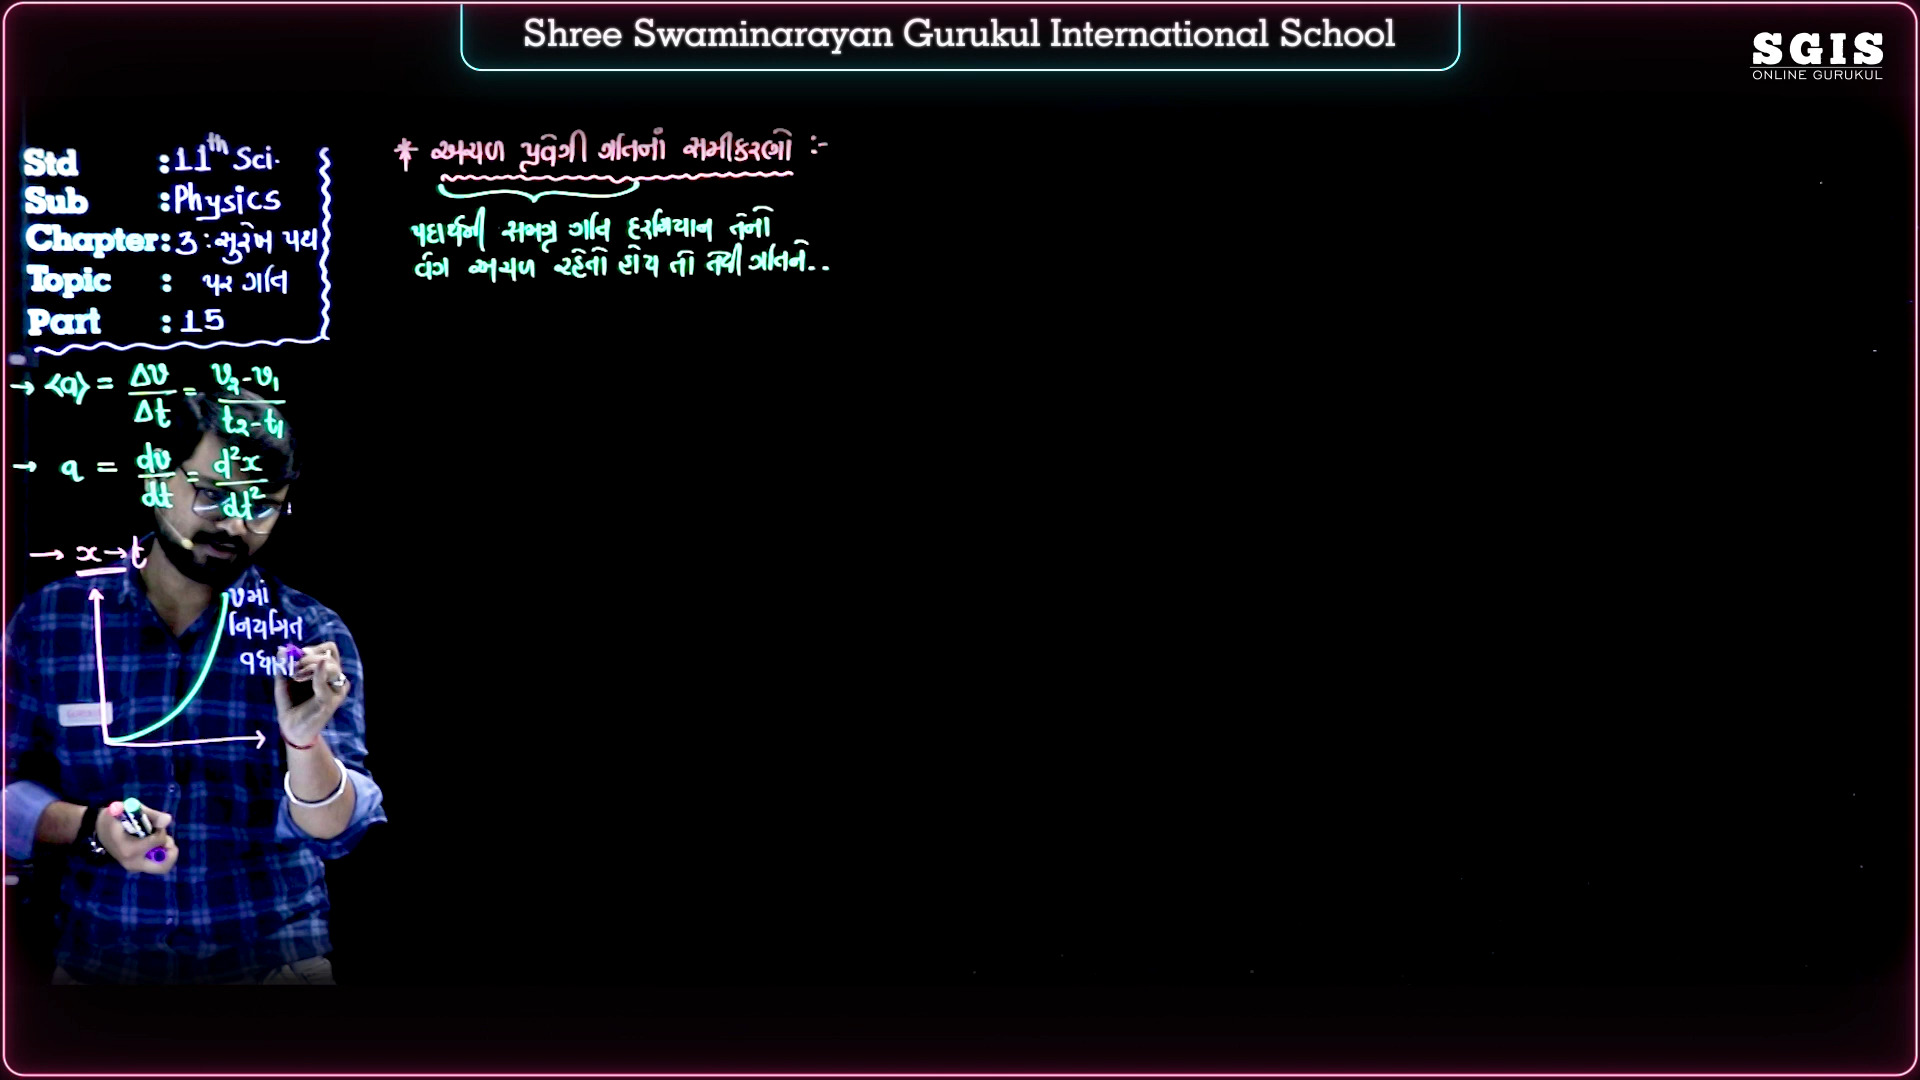 Shree Swaminarayan Gurukul International School
SGIS
ONLINE GURUKUL
Std : 11th Sci.
Sub : Physics
Chapter : 3 : સુરેખ પથ
Topic : પર ગતિ
Part : 15
* અચળ પ્રવેગી ગતિનાં સમીકરણો :-
પદાર્થની સમગ્ર ગતિ દરમિયાન તેનો
વેગ અચળ રહેતો હોય તો તેવી ગતિને..
→ <a> = Δv/Δt = v₂-v₁/t₂-t₁
→ a = dv/dt = d²x/dt²
→ x→t
vમાં
નિયમિત
વધારો